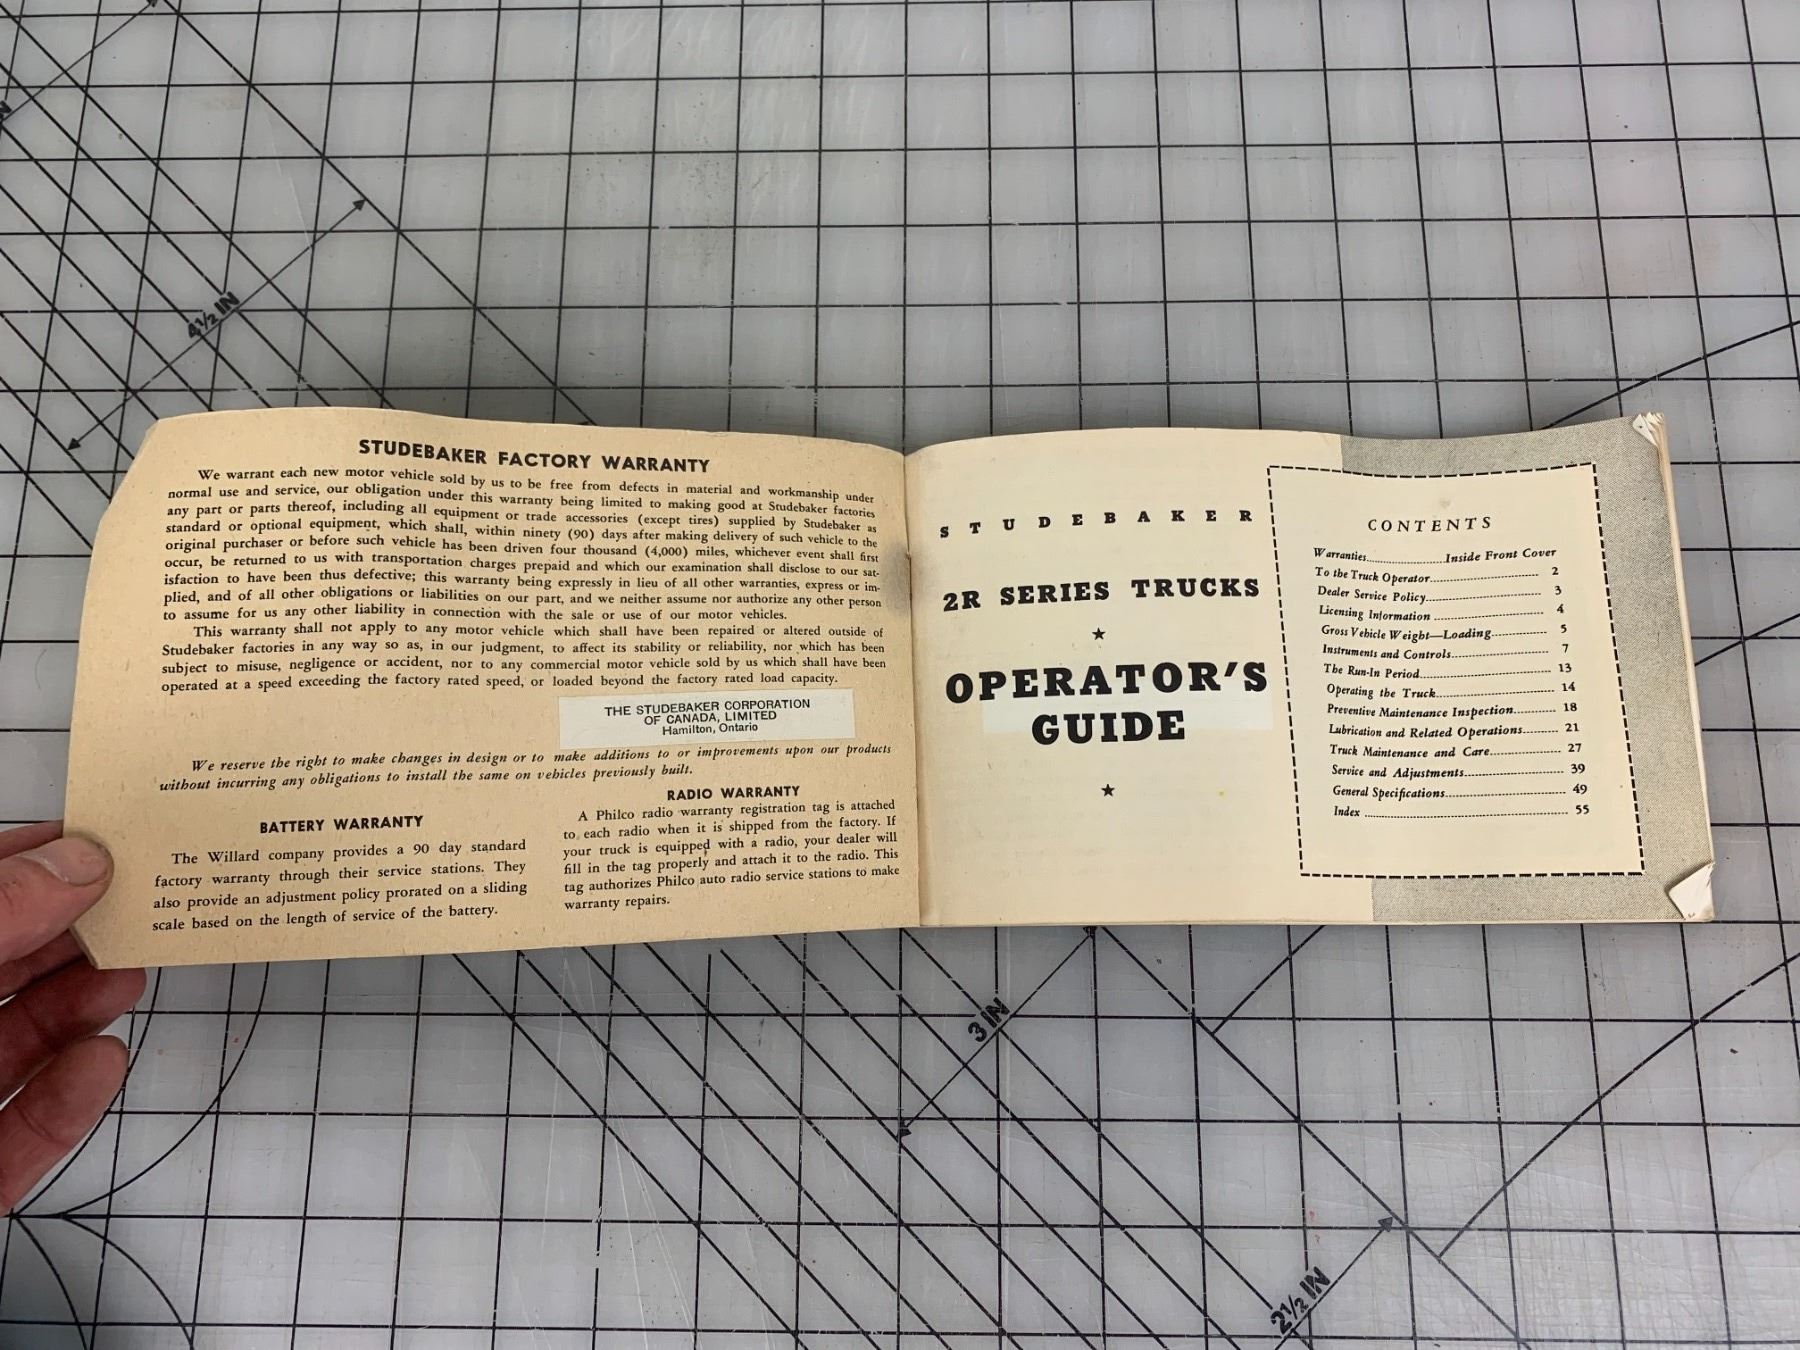 4½ IN
STUDEBAKER FACTORY WARRANTY
We warrant each new motor vehicle sold by us to be free from defects in material and workmanship under
normal use and service, our obligation under this warranty being limited to making good at Studebaker factories
any part or parts thereof, including all equipment or trade accessories (except tires) supplied by Studebaker as
standard or optional equipment, which shall, within ninety (90) days after making delivery of such vehicle to the
original purchaser or before such vehicle has been driven four thousand (4,000) miles, whichever event shall first
occur, be returned to us with transportation charges prepaid and which our examination shall disclose to our sat-
isfaction to have been thus defective; this warranty being expressly in lieu of all other warranties, express or im-
plied, and of all other obligations or liabilities on our part, and we neither assume nor authorize any other person
to assume for us any other liability in connection with the sale or use of our motor vehicles.
This warranty shall not apply to any motor vehicle which shall have been repaired or altered outside of
Studebaker factories in any way so as, in our judgment, to affect its stability or reliability, nor which has been
subject to misuse, negligence or accident, nor to any commercial motor vehicle sold by us which shall have been
operated at a speed exceeding the factory rated speed, or loaded beyond the factory rated load capacity.
THE STUDEBAKER CORPORATION
OF CANADA, LIMITED
Hamilton, Ontario
We reserve the right to make changes in design or to make additions to or improvements upon our products
without incurring any obligations to install the same on vehicles previously built.
BATTERY WARRANTY
The Willard company provides a 90 day standard
factory warranty through their service stations. They
also provide an adjustment policy prorated on a sliding
scale based on the length of service of the battery.
RADIO WARRANTY
A Philco radio warranty registration tag is attached
to each radio when it is shipped from the factory. If
your truck is equipped with a radio, your dealer will
fill in the tag properly and attach it to the radio. This
tag authorizes Philco auto radio service stations to make
warranty repairs.
STUDEBAKER
2R SERIES TRUCKS
★
OPERATOR'S
GUIDE
★
CONTENTS
Warranties..........Inside Front Cover
To the Truck Operator.......... 2
Dealer Service Policy.......... 3
Licensing Information .......... 4
Gross Vehicle Weight—Loading.......... 5
Instruments and Controls.......... 7
The Run-In Period.......... 13
Operating the Truck.......... 14
Preventive Maintenance Inspection.......... 18
Lubrication and Related Operations.......... 21
Truck Maintenance and Care.......... 27
Service and Adjustments.......... 39
General Specifications.......... 49
Index .......... 55
3 IN
2½ IN